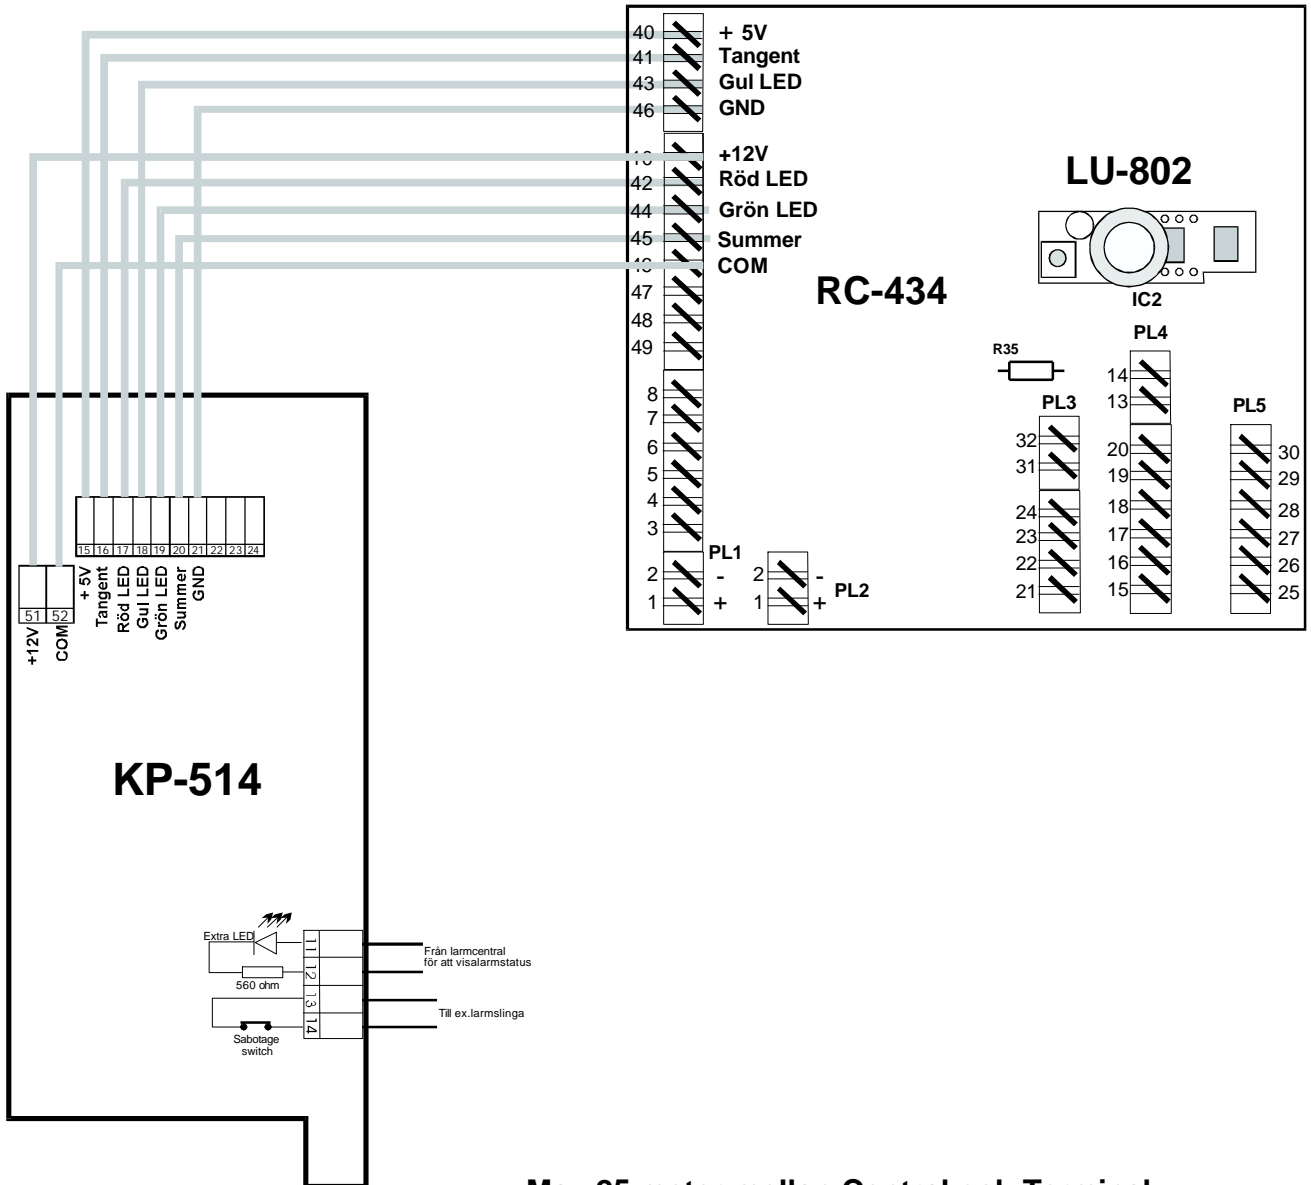 40 + 5V
41 Tangent
43 Gul LED
46 GND
+12V
42 Röd LED
44 Grön LED
45 Summer
COM
47
48
49
8
7
6
5
4
3
PL1
2 -
1 +
2 -
1 +
PL2
RC-434
LU-802
IC2
R35
PL4
14
13
PL3
32
31
24
23
22
21
20
19
18
17
16
15
PL5
30
29
28
27
26
25
15 16 17 18 19 20 21 22 23 24
+ 5V
Tangent
Röd LED
Gul LED
Grön LED
Summer
GND
51 52
+12V
COM
KP-514
Extra LED
560 ohm
11
12
13
14
Sabotage
switch
Från larmcentral
för att visalarmstatus
Till ex.larmslinga